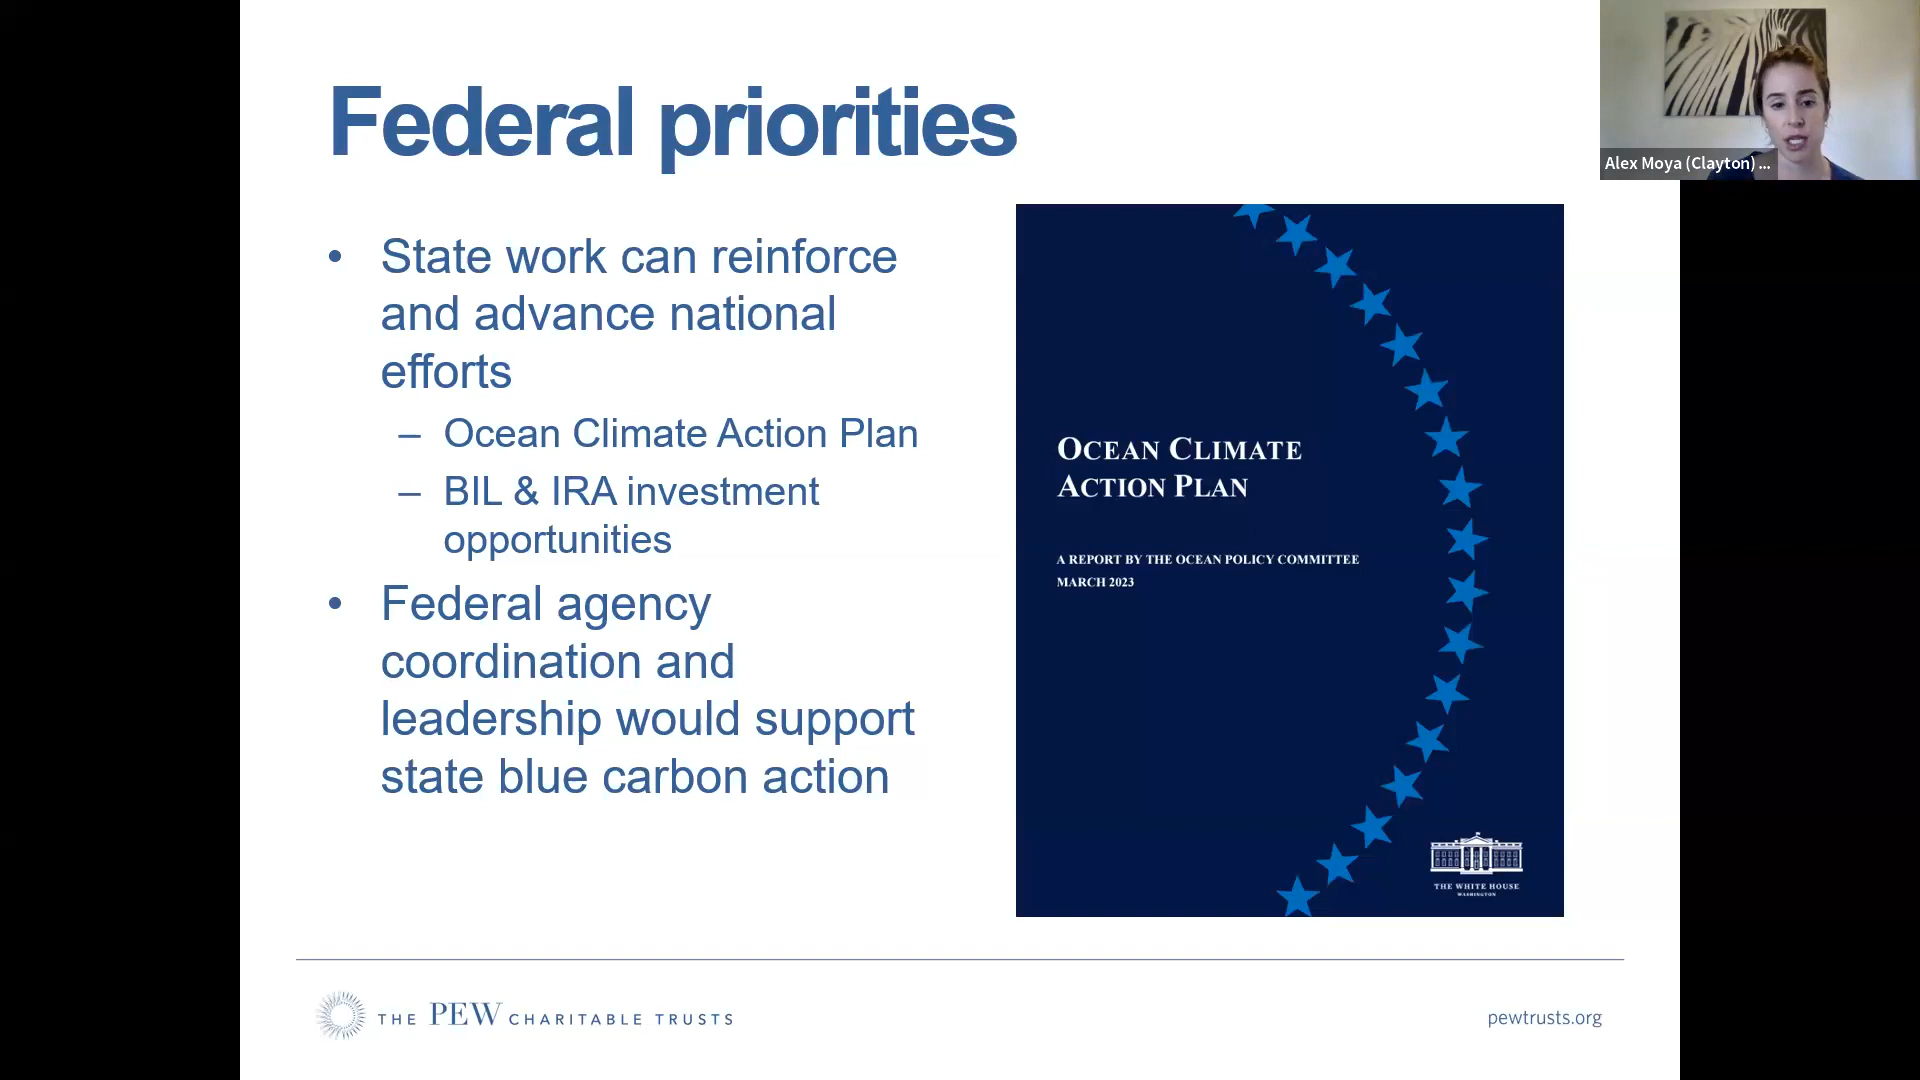 Federal priorities
• State work can reinforce
and advance national
efforts
– Ocean Climate Action Plan
– BIL & IRA investment
opportunities
• Federal agency
coordination and
leadership would support
state blue carbon action
OCEAN CLIMATE
ACTION PLAN
A REPORT BY THE OCEAN POLICY COMMITTEE
MARCH 2023
THE WHITE HOUSE
WASHINGTON
Alex Moya (Clayton) ...
THE PEW CHARITABLE TRUSTS
pewtrusts.org